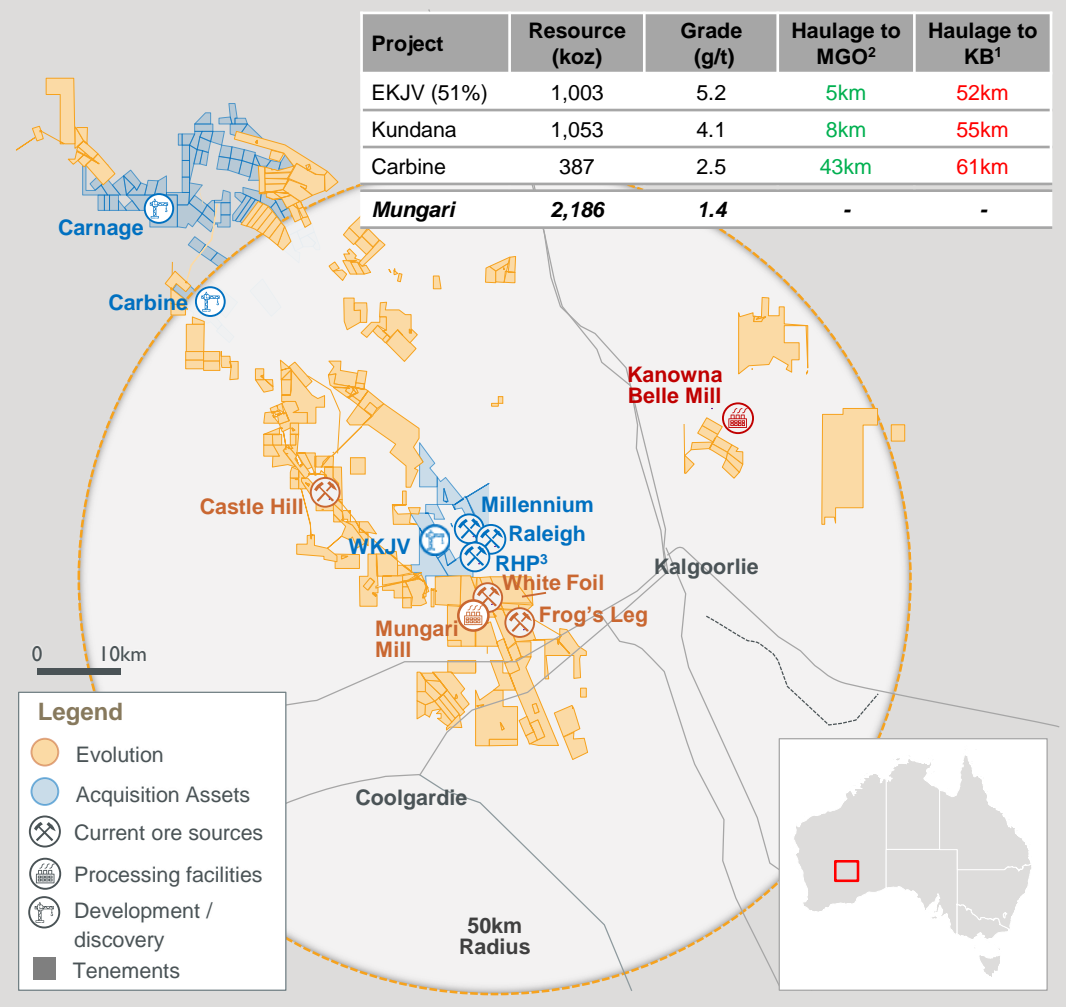 Project Resource (koz) Grade (g/t) Haulage to MGO² Haulage to KB¹
EKJV (51%) 1,003 5.2 5km 52km
Kundana 1,053 4.1 8km 55km
Carbine 387 2.5 43km 61km
Mungari 2,186 1.4 - -
Carnage
Carbine
Kanowna
Belle Mill
Castle Hill
Millennium
Raleigh
WKJV
RHP³
White Foil
Kalgoorlie
Frog's Leg
Mungari
Mill
0 10km
Coolgardie
50km
Radius
Legend
Evolution
Acquisition Assets
Current ore sources
Processing facilities
Development /
discovery
Tenements